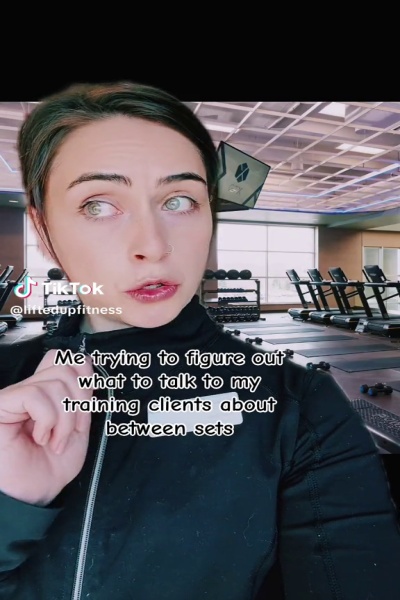 TikTok
@liftedupfitness
Me trying to figure out
what to talk to my
training clients about
between sets